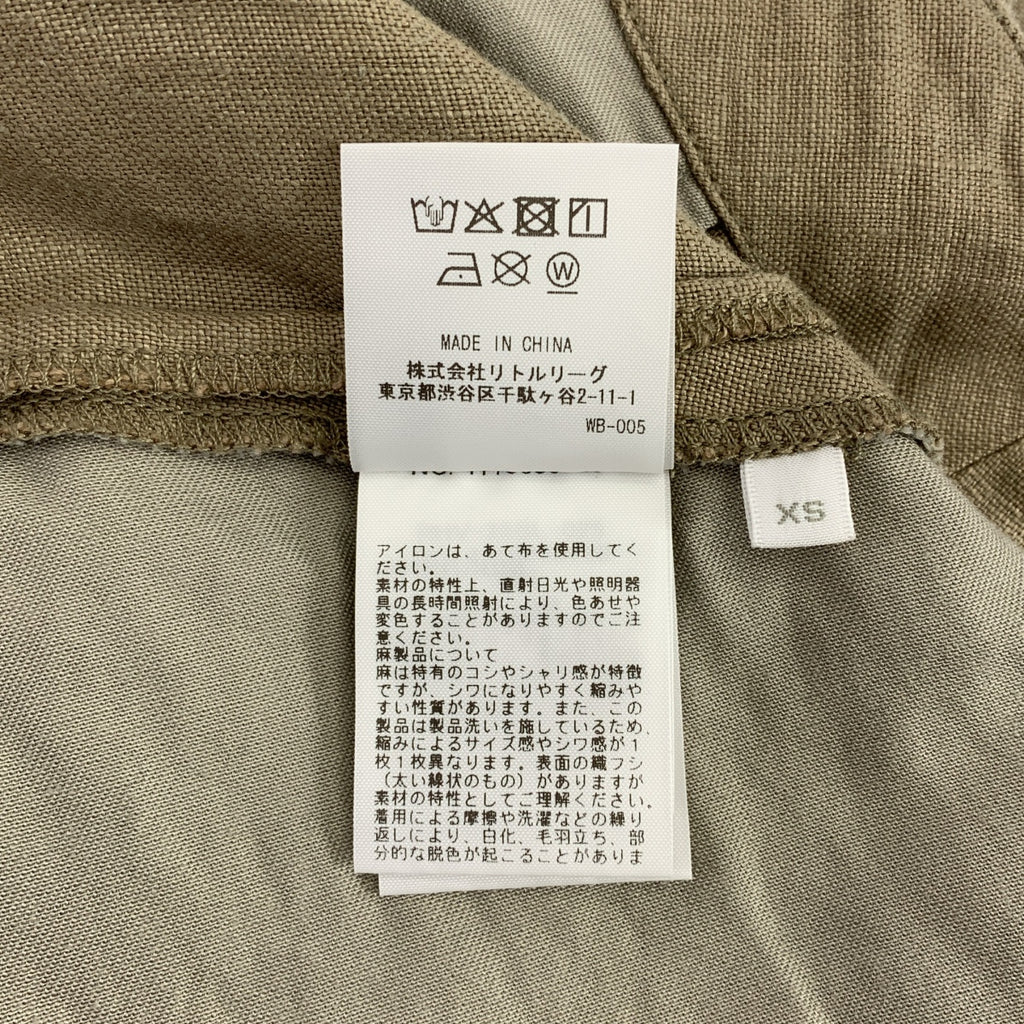 MADE IN CHINA
株式会社リトルリーグ
東京都渋谷区千駄ヶ谷2-11-1
WB-005
XS
アイロンは、あて布を使用してく
ださい。
素材の特性上、直射日光や照明器
具の長時間照射により、色あせや
変色することがありますのでご注
意ください。
麻製品について
麻は特有のコシやシャリ感が特徴
ですが、シワになりやすく縮みや
すい性質があります。また、この
製品は製品洗いを施しているため、
縮みによるサイズ感やシワ感が1
枚1枚異なります。表面の織フシ
（太い線状のもの）がありますが
素材の特性としてご理解ください。
着用による摩擦や洗濯などの繰り
返しにより、白化、毛羽立ち、部
分的な脱色が起こることがありま